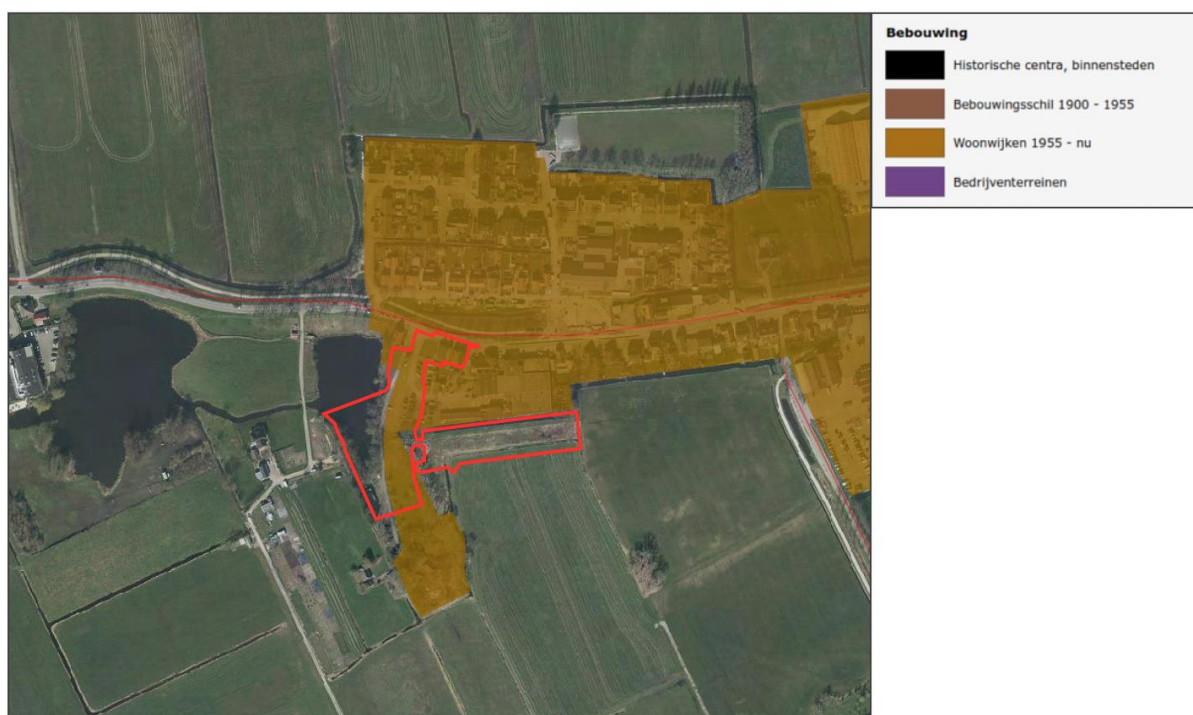 Bebouwing
Historische centra, binnensteden
Bebouwingsschil 1900 - 1955
Woonwijken 1955 - nu
Bedrijventerreinen